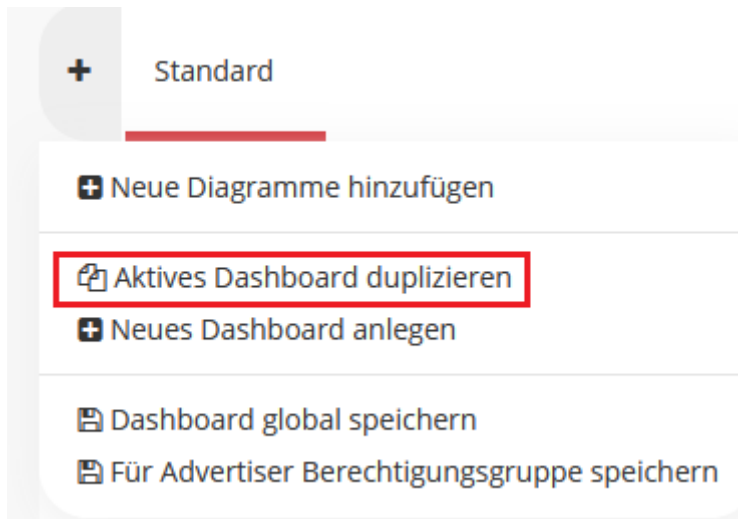 Standard
Neue Diagramme hinzufügen
Aktives Dashboard duplizieren
Neues Dashboard anlegen
Dashboard global speichern
Für Advertiser Berechtigungsgruppe speichern